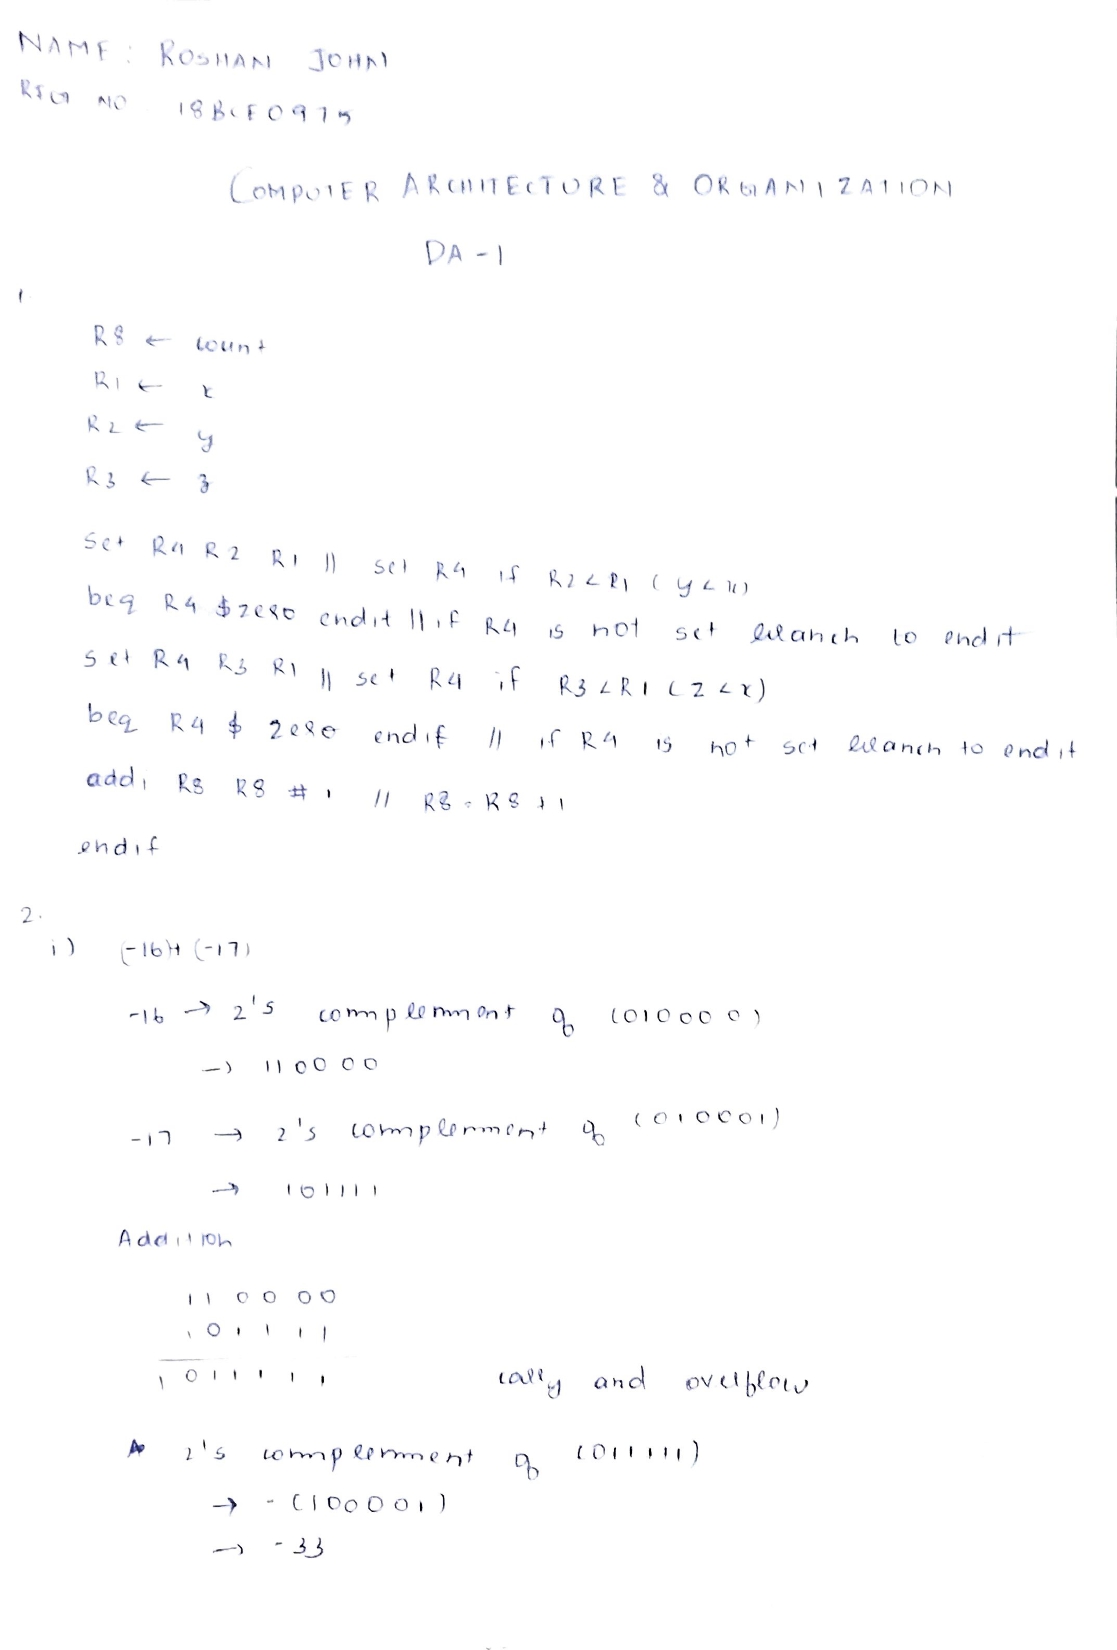 NAME: ROSHAN JOHN
REG NO 18BCE0975
COMPUTER ARCHITECTURE & ORGANIZATION
DA-1
1.
R8 ← count
R1 ← x
R2 ← y
R3 ← z
set R4 R2 R1 || set R4 if R2<R1 (y<x)
beq R4 $zero endif || if R4 is not set branch to endif
set R4 R3 R1 || set R4 if R3<R1 (z<x)
beq R4 $zero endif || if R4 is not set branch to endif
addi R8 R8 #1 // R8=R8+1
endif
2.
i) (-16)+(-17)
-16 → 2's complemment of (010000)
→ 110000
-17 → 2's complemment of (010001)
→ 101111
Addition
110000
101111
1011111 carry and overflow
2's complemment of (011111)
→ -(100001)
→ -33